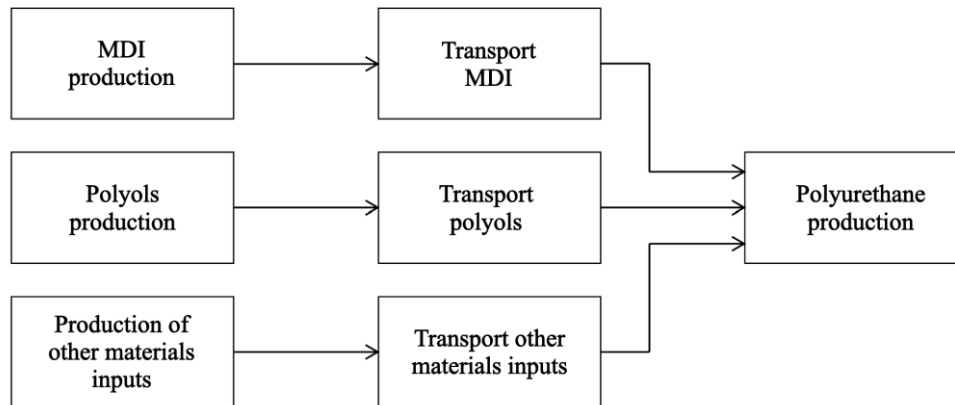 MDI
production
Transport
MDI
Polyols
production
Transport
polyols
Polyurethane
production
Production of
other materials
inputs
Transport other
materials inputs